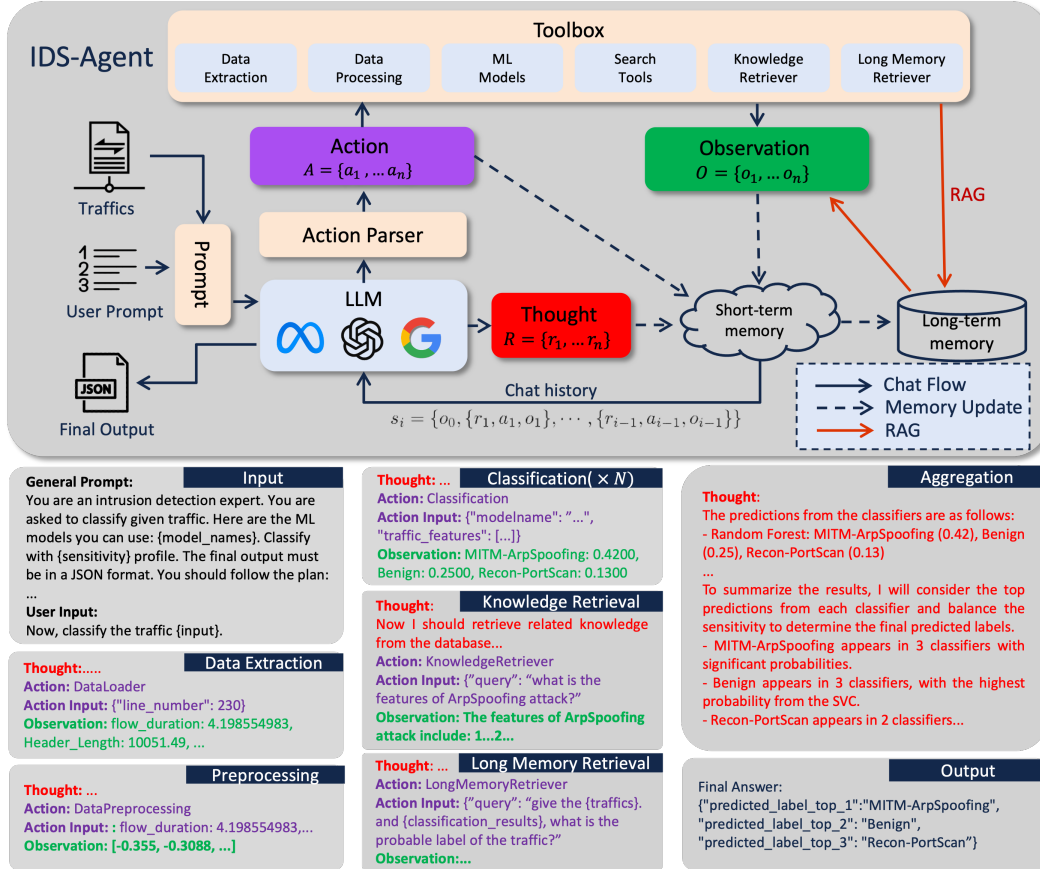 IDS-Agent
Toolbox
Data
Extraction
Data
Processing
ML
Models
Search
Tools
Knowledge
Retriever
Long Memory
Retriever
Traffics
Action
A = {a₁ , … aₙ}
Observation
O = {o₁, … oₙ}
RAG
Action Parser
1
2
3
User Prompt
Prompt
LLM
Thought
R = {r₁, … rₙ}
Short-term
memory
Long-term
memory
JSON
Final Output
Chat history
sᵢ = {o₀, {r₁, a₁, o₁}, ⋯ , {rᵢ₋₁, aᵢ₋₁, oᵢ₋₁}}
Chat Flow
Memory Update
RAG
Input
General Prompt:
You are an intrusion detection expert. You are
asked to classify given traffic. Here are the ML
models you can use: {model_names}. Classify
with {sensitivity} profile. The final output must
be in a JSON format. You should follow the plan:
...
User Input:
Now, classify the traffic {input}.
Data Extraction
Thought:.....
Action: DataLoader
Action Input: {"line_number": 230}
Observation: flow_duration: 4.198554983,
Header_Length: 10051.49, ...
Preprocessing
Thought: ...
Action: DataPreprocessing
Action Input: : flow_duration: 4.198554983,...
Observation: [-0.355, -0.3088, ...]
Classification( × N)
Thought: ...
Action: Classification
Action Input: {"modelname": ”...",
"traffic_features": [...]}
Observation: MITM-ArpSpoofing: 0.4200,
Benign: 0.2500, Recon-PortScan: 0.1300
Knowledge Retrieval
Thought:
Now I should retrieve related knowledge
from the database...
Action: KnowledgeRetriever
Action Input: {"query": “what is the
features of ArpSpoofing attack?”
Observation: The features of ArpSpoofing
attack include: 1...2...
Long Memory Retrieval
Thought: ...
Action: LongMemoryRetriever
Action Input: {”query": “give the {traffics}.
and {classification_results}, what is the
probable label of the traffic?”
Observation:...
Aggregation
Thought:
The predictions from the classifiers are as follows:
- Random Forest: MITM-ArpSpoofing (0.42), Benign
(0.25), Recon-PortScan (0.13)
...
To summarize the results, I will consider the top
predictions from each classifier and balance the
sensitivity to determine the final predicted labels.
- MITM-ArpSpoofing appears in 3 classifiers with
significant probabilities.
- Benign appears in 3 classifiers, with the highest
probability from the SVC.
- Recon-PortScan appears in 2 classifiers...
Output
Final Answer:
{"predicted_label_top_1":"MITM-ArpSpoofing",
"predicted_label_top_2": "Benign",
"predicted_label_top_3": "Recon-PortScan”}